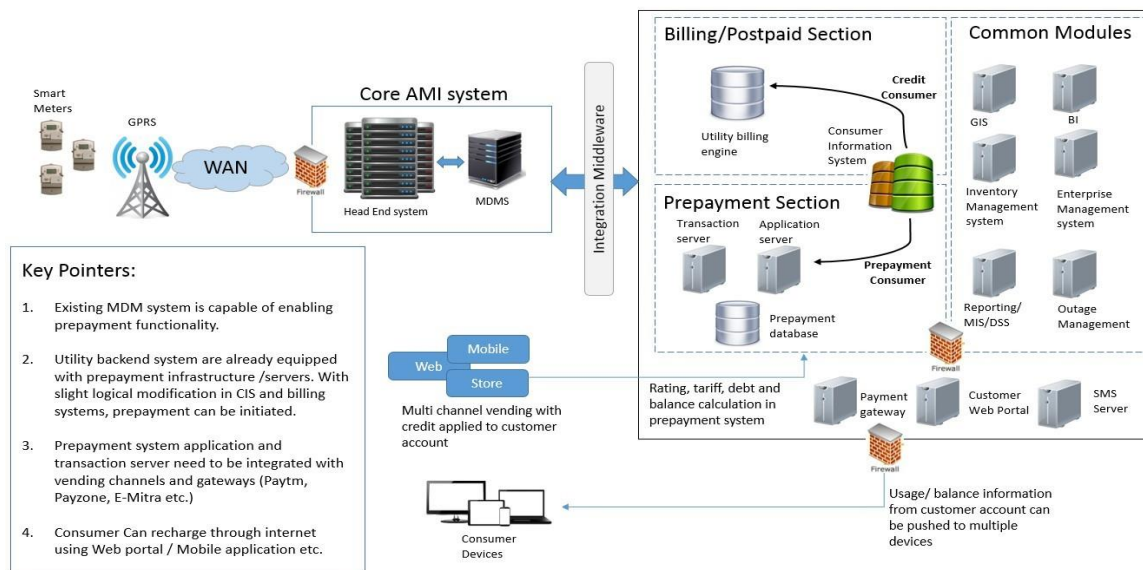 Smart
Meters
GPRS
WAN
Firewall
Core AMI system
Head End system
MDMS
Integration Middleware
Billing/Postpaid Section
Utility billing
engine
Credit
Consumer
Consumer
Information
System
Prepayment Section
Transaction
server
Application
server
Prepayment
Consumer
Prepayment
database
Common Modules
GIS
BI
Inventory
Management
system
Enterprise
Management
system
Reporting/
MIS/DSS
Outage
Management
Firewall
Rating, tariff, debt and
balance calculation in
prepayment system
Payment
gateway
Customer
Web Portal
SMS
Server
Firewall
Key Pointers:
1. Existing MDM system is capable of enabling
prepayment functionality.
2. Utility backend system are already equipped
with prepayment infrastructure /servers. With
slight logical modification in CIS and billing
systems, prepayment can be initiated.
3. Prepayment system application and
transaction server need to be integrated with
vending channels and gateways (Paytm,
Payzone, E-Mitra etc.)
4. Consumer Can recharge through internet
using Web portal / Mobile application etc.
Mobile
Web
Store
Multi channel vending with
credit applied to customer
account
Consumer
Devices
Usage/ balance information
from customer account can
be pushed to multiple
devices